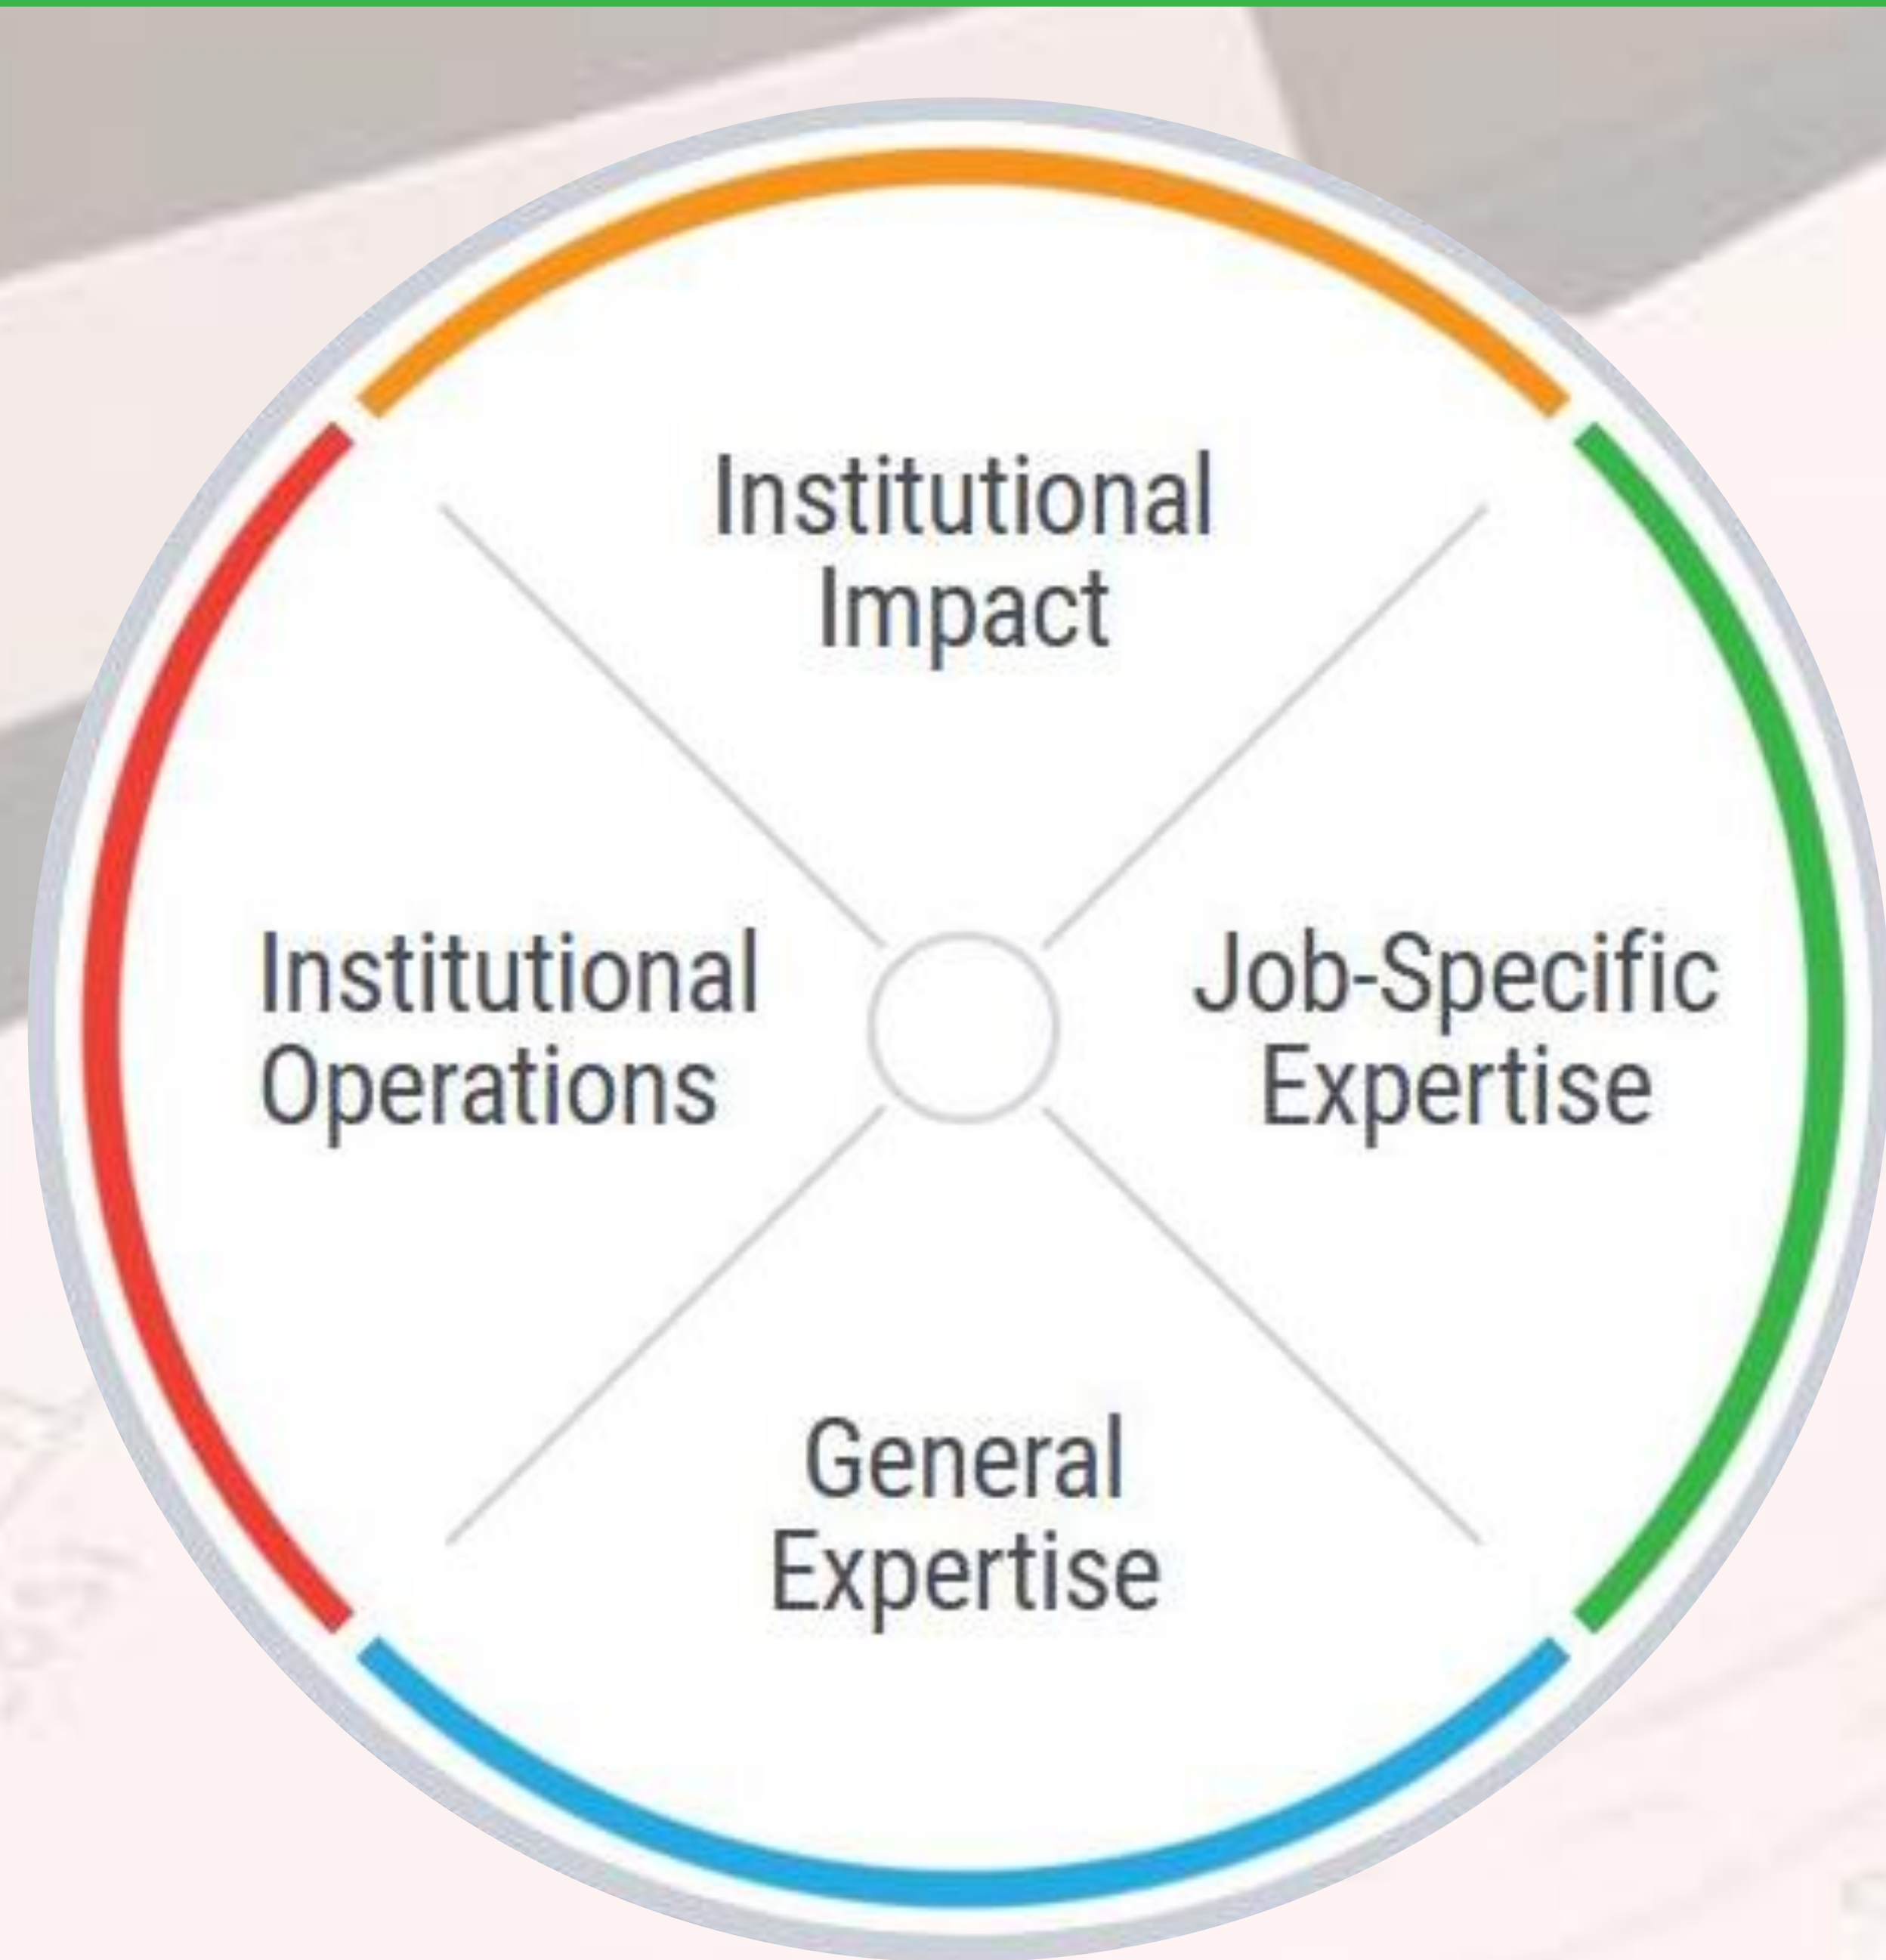 Institutional
Impact
Institutional
Operations
Job-Specific
Expertise
General
Expertise